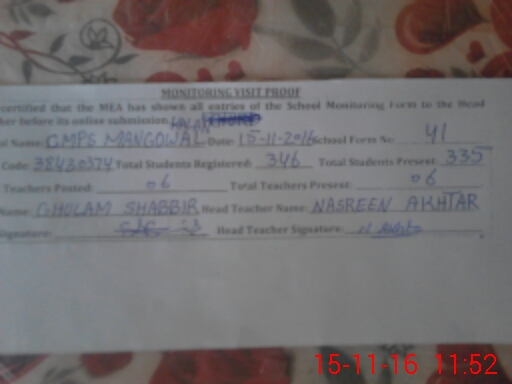 MONITORING VISIT PROOF
certified that the MEA has shown all entries of the School Monitoring Form to the Head
her before its online submission.
ol Name: GMPS MANGOWAL Date: 15-11-2016 School Form No: 41
Code: 38430374 Total Students Registered: 346 Total Students Present: 335
Teachers Posted: 06 Total Teachers Present: 06
Name: GHULAM SHABBIR Head Teacher Name: NASREEN AKHTAR
Signature: Head Teacher Signature:
15-11-16 11:52